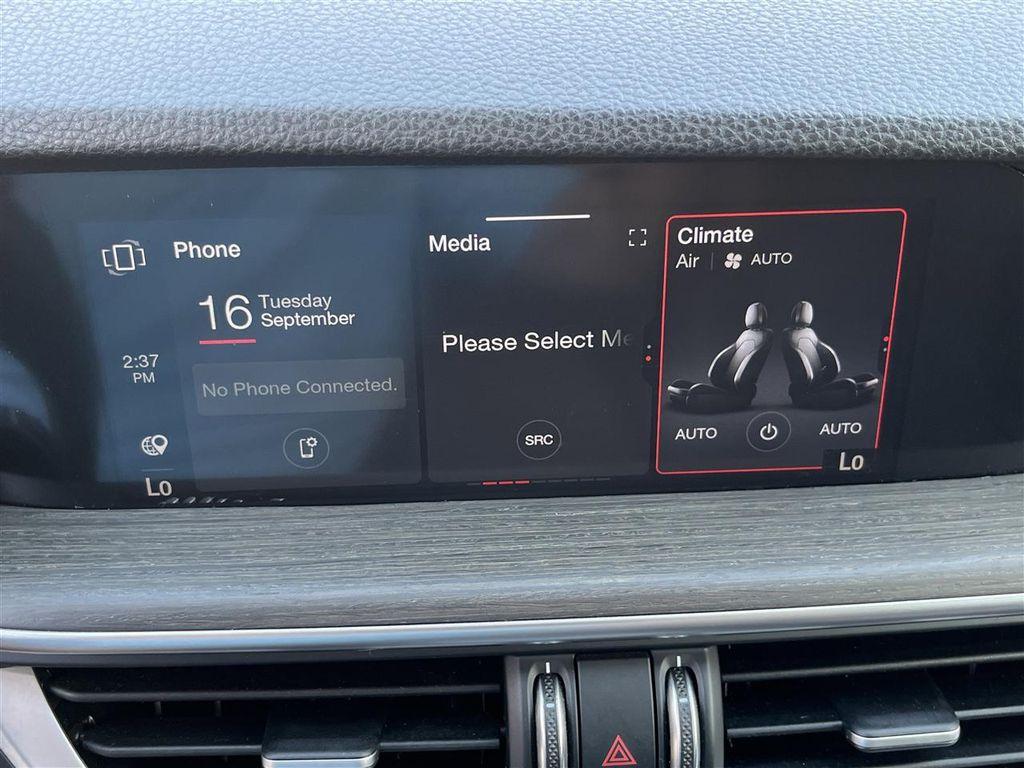 Phone
16 Tuesday
September
2:37
PM
No Phone Connected.
Lo
Media
Please Select Me
SRC
Climate
Air | AUTO
AUTO
AUTO
Lo